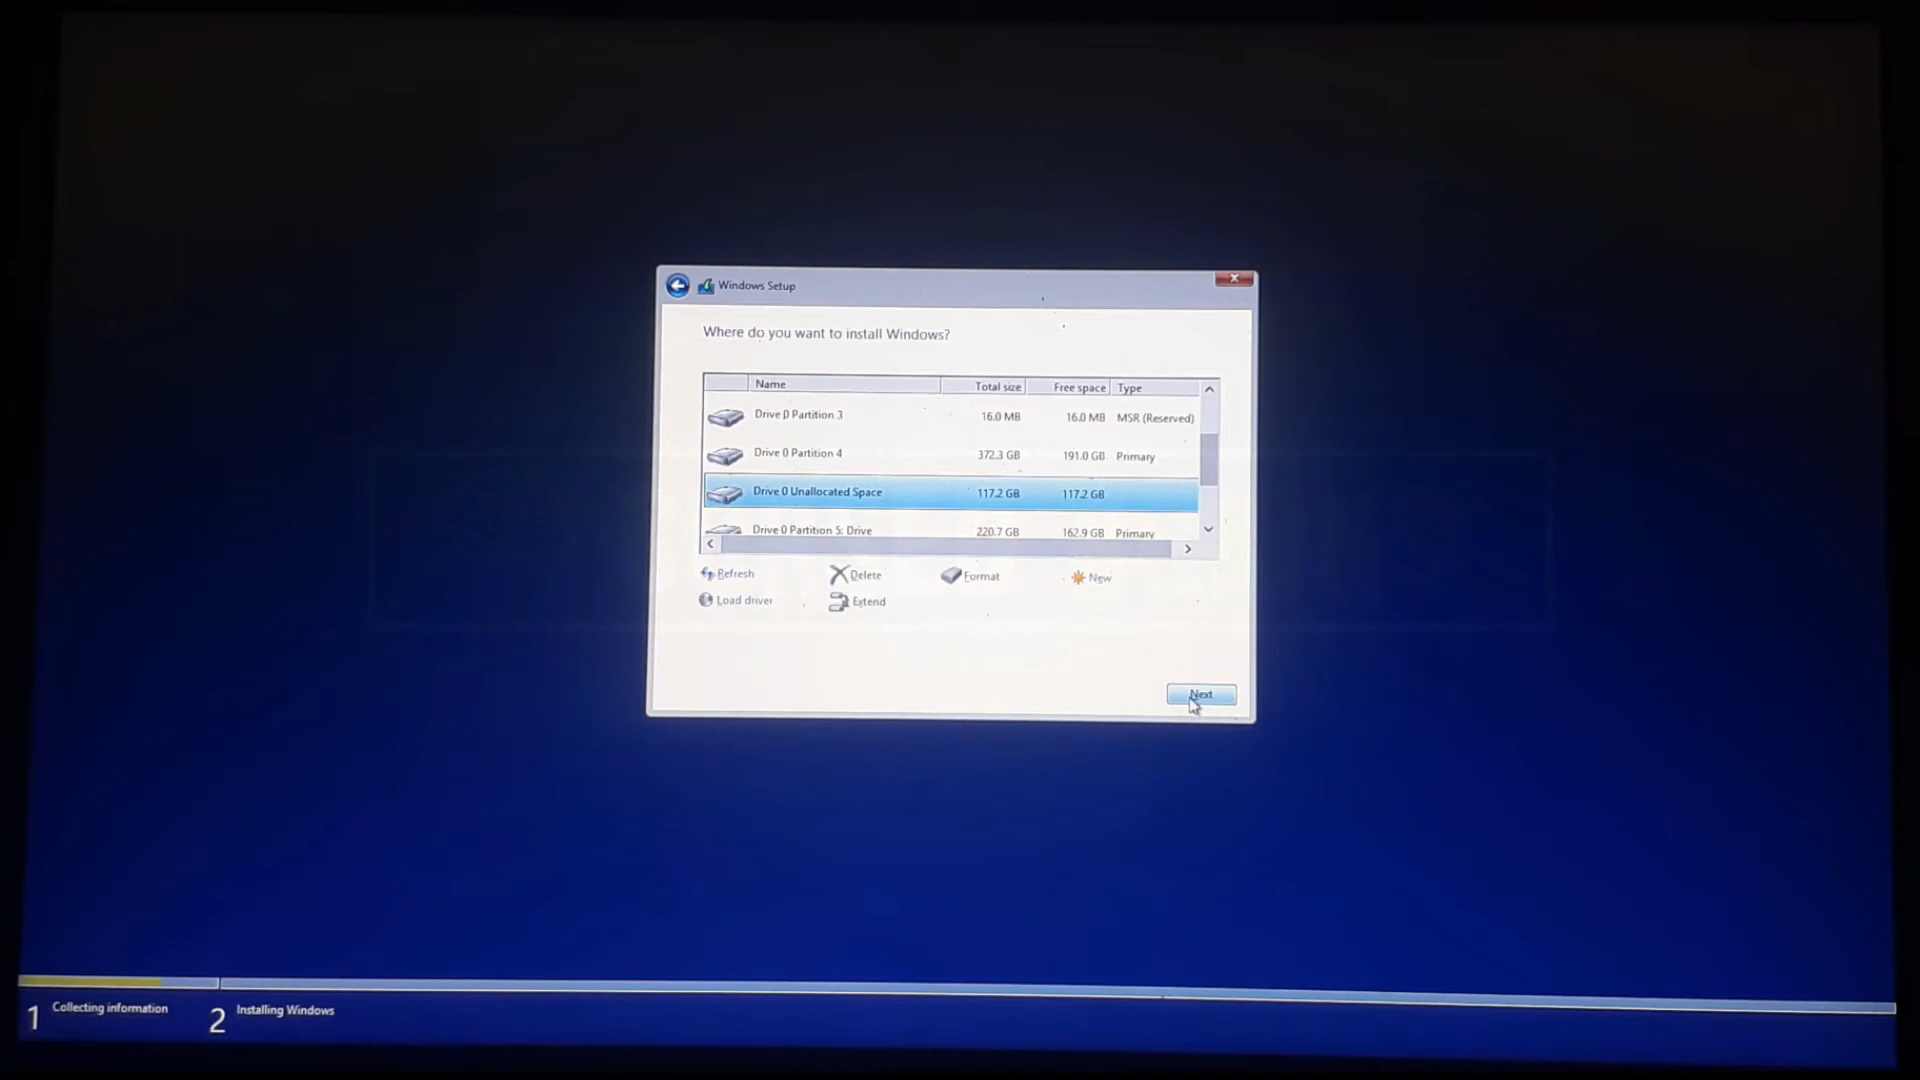 Windows Setup
Where do you want to install Windows?
Name Total size Free space Type
Drive 0 Partition 3 16.0 MB 16.0 MB MSR (Reserved)
Drive 0 Partition 4 372.3 GB 191.0 GB Primary
Drive 0 Unallocated Space 117.2 GB 117.2 GB
Drive 0 Partition 5: Drive 220.7 GB 162.9 GB Primary
Refresh Delete Format New
Load driver Extend
Next
1 Collecting information 2 Installing Windows